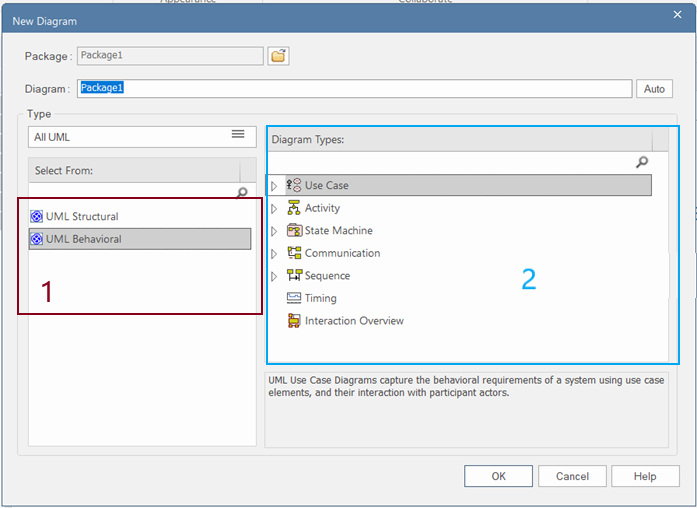 New Diagram
Package :
Package1
Diagram :
Package1
Auto
Type
All UML
Select From:
UML Structural
UML Behavioral
1
Diagram Types:
Use Case
Activity
State Machine
Communication
Sequence
Timing
Interaction Overview
2
UML Use Case Diagrams capture the behavioral requirements of a system using use case
elements, and their interaction with participant actors.
OK
Cancel
Help